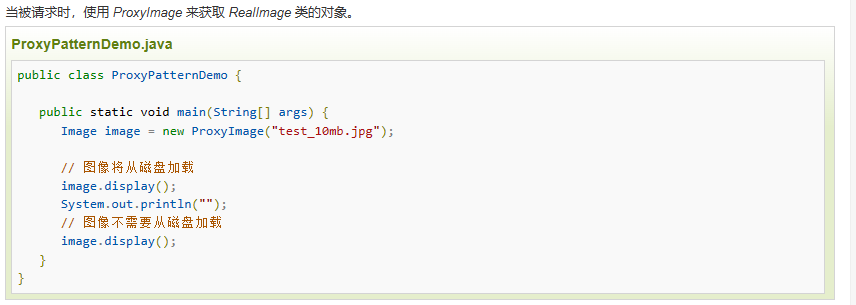 当被请求时，使用 ProxyImage 来获取 RealImage 类的对象。
ProxyPatternDemo.java
public class ProxyPatternDemo {
public static void main(String[] args) {
Image image = new ProxyImage("test_10mb.jpg");
// 图像将从磁盘加载
image.display();
System.out.println("");
// 图像不需要从磁盘加载
image.display();
}
}